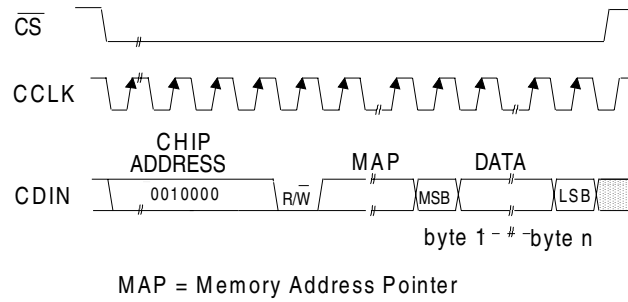 CS
CCLK
CHIP
ADDRESS
MAP
DATA
CDIN
0010000
R/W
MSB
LSB
byte 1
byte n
MAP = Memory Address Pointer